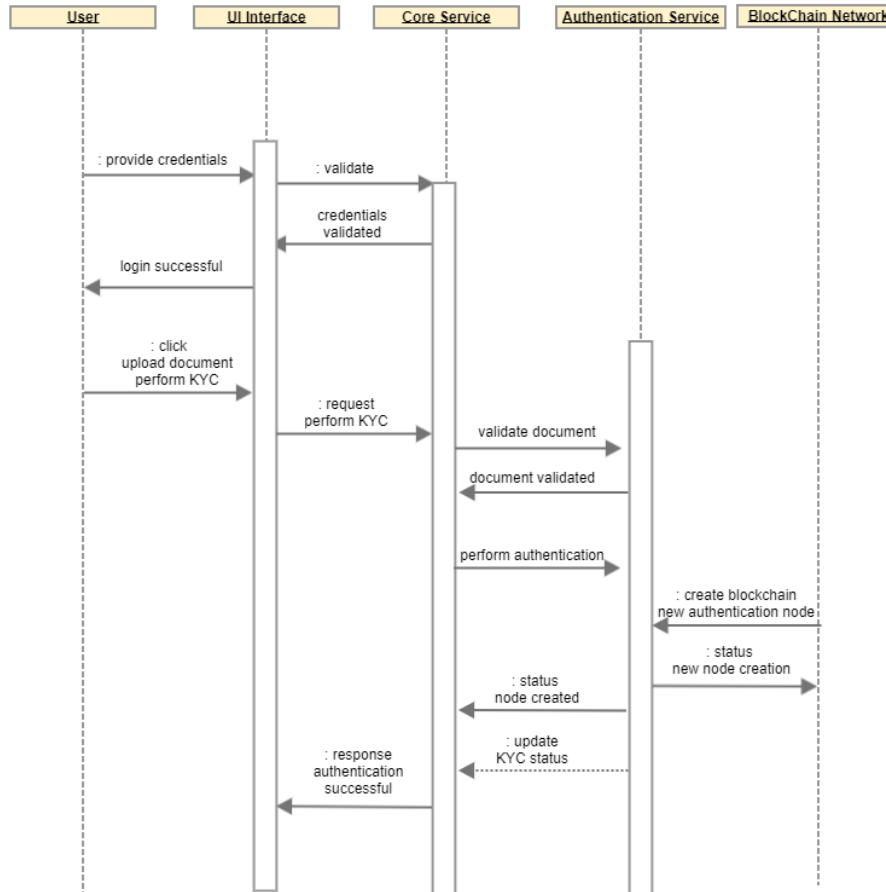 User
UI Interface
Core Service
Authentication Service
BlockChain Network
: provide credentials
: validate
credentials
validated
login successful
: click
upload document
perform KYC
: request
perform KYC
validate document
document validated
perform authentication
: create blockchain
new authentication node
: status
new node creation
: status
node created
: update
KYC status
: response
authentication
successful